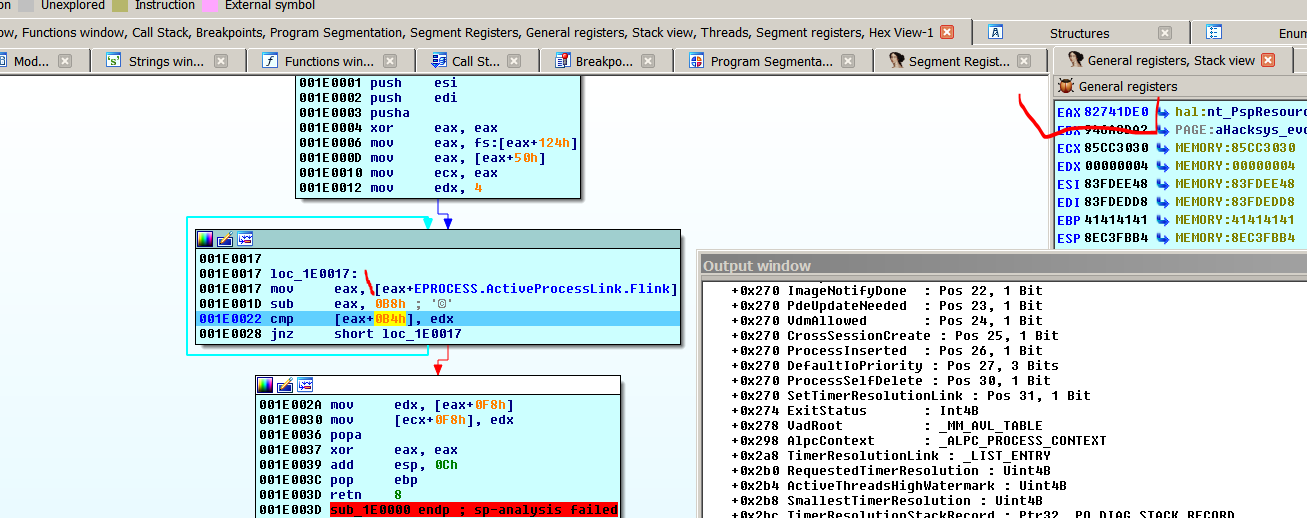 on Unexplored Instruction External symbol
ow, Functions window, Call Stack, Breakpoints, Program Segmentation, Segment Registers, General registers, Stack view, Threads, Segment registers, Hex View-1 Structures Enum
Mod... Strings win... Functions win... Call St... Breakpo... Program Segmenta... Segment Regist... General registers, Stack view
001E0001 push esi
001E0002 push edi
001E0003 pusha
001E0004 xor eax, eax
001E0006 mov eax, fs:[eax+124h]
001E000D mov eax, [eax+50h]
001E0010 mov ecx, eax
001E0012 mov edx, 4
001E0017
001E0017 loc_1E0017:
001E0017 mov eax, [eax+EPROCESS.ActiveProcessLink.Flink]
001E001D sub eax, 0B8h ; '©'
001E0022 cmp [eax+0B4h], edx
001E0028 jnz short loc_1E0017
001E002A mov edx, [eax+0F8h]
001E0030 mov [ecx+0F8h], edx
001E0036 popa
001E0037 xor eax, eax
001E0039 add esp, 0Ch
001E003C pop ebp
001E003D retn 8
001E003D sub_1E0000 endp ; sp-analysis failed
General registers
EAX 82741DE0 hal:nt_PspResour
EBX 940A8DA2 PAGE:aHacksys_ev
ECX 85CC3030 MEMORY:85CC3030
EDX 00000004 MEMORY:00000004
ESI 83FDEE48 MEMORY:83FDEE48
EDI 83FDEDD8 MEMORY:83FDEDD8
EBP 41414141 MEMORY:41414141
ESP 8EC3FBB4 MEMORY:8EC3FBB4
Output window
+0x270 ImageNotifyDone : Pos 22, 1 Bit
+0x270 PdeUpdateNeeded : Pos 23, 1 Bit
+0x270 VdmAllowed : Pos 24, 1 Bit
+0x270 CrossSessionCreate : Pos 25, 1 Bit
+0x270 ProcessInserted : Pos 26, 1 Bit
+0x270 DefaultIoPriority : Pos 27, 3 Bits
+0x270 ProcessSelfDelete : Pos 30, 1 Bit
+0x270 SetTimerResolutionLink : Pos 31, 1 Bit
+0x274 ExitStatus : Int4B
+0x278 VadRoot : _MM_AVL_TABLE
+0x298 AlpcContext : _ALPC_PROCESS_CONTEXT
+0x2a8 TimerResolutionLink : _LIST_ENTRY
+0x2b0 RequestedTimerResolution : Uint4B
+0x2b4 ActiveThreadsHighWatermark : Uint4B
+0x2b8 SmallestTimerResolution : Uint4B
+0x2bc TimerResolutionStackRecord : Ptr32 _PO_DIAG_STACK_RECORD